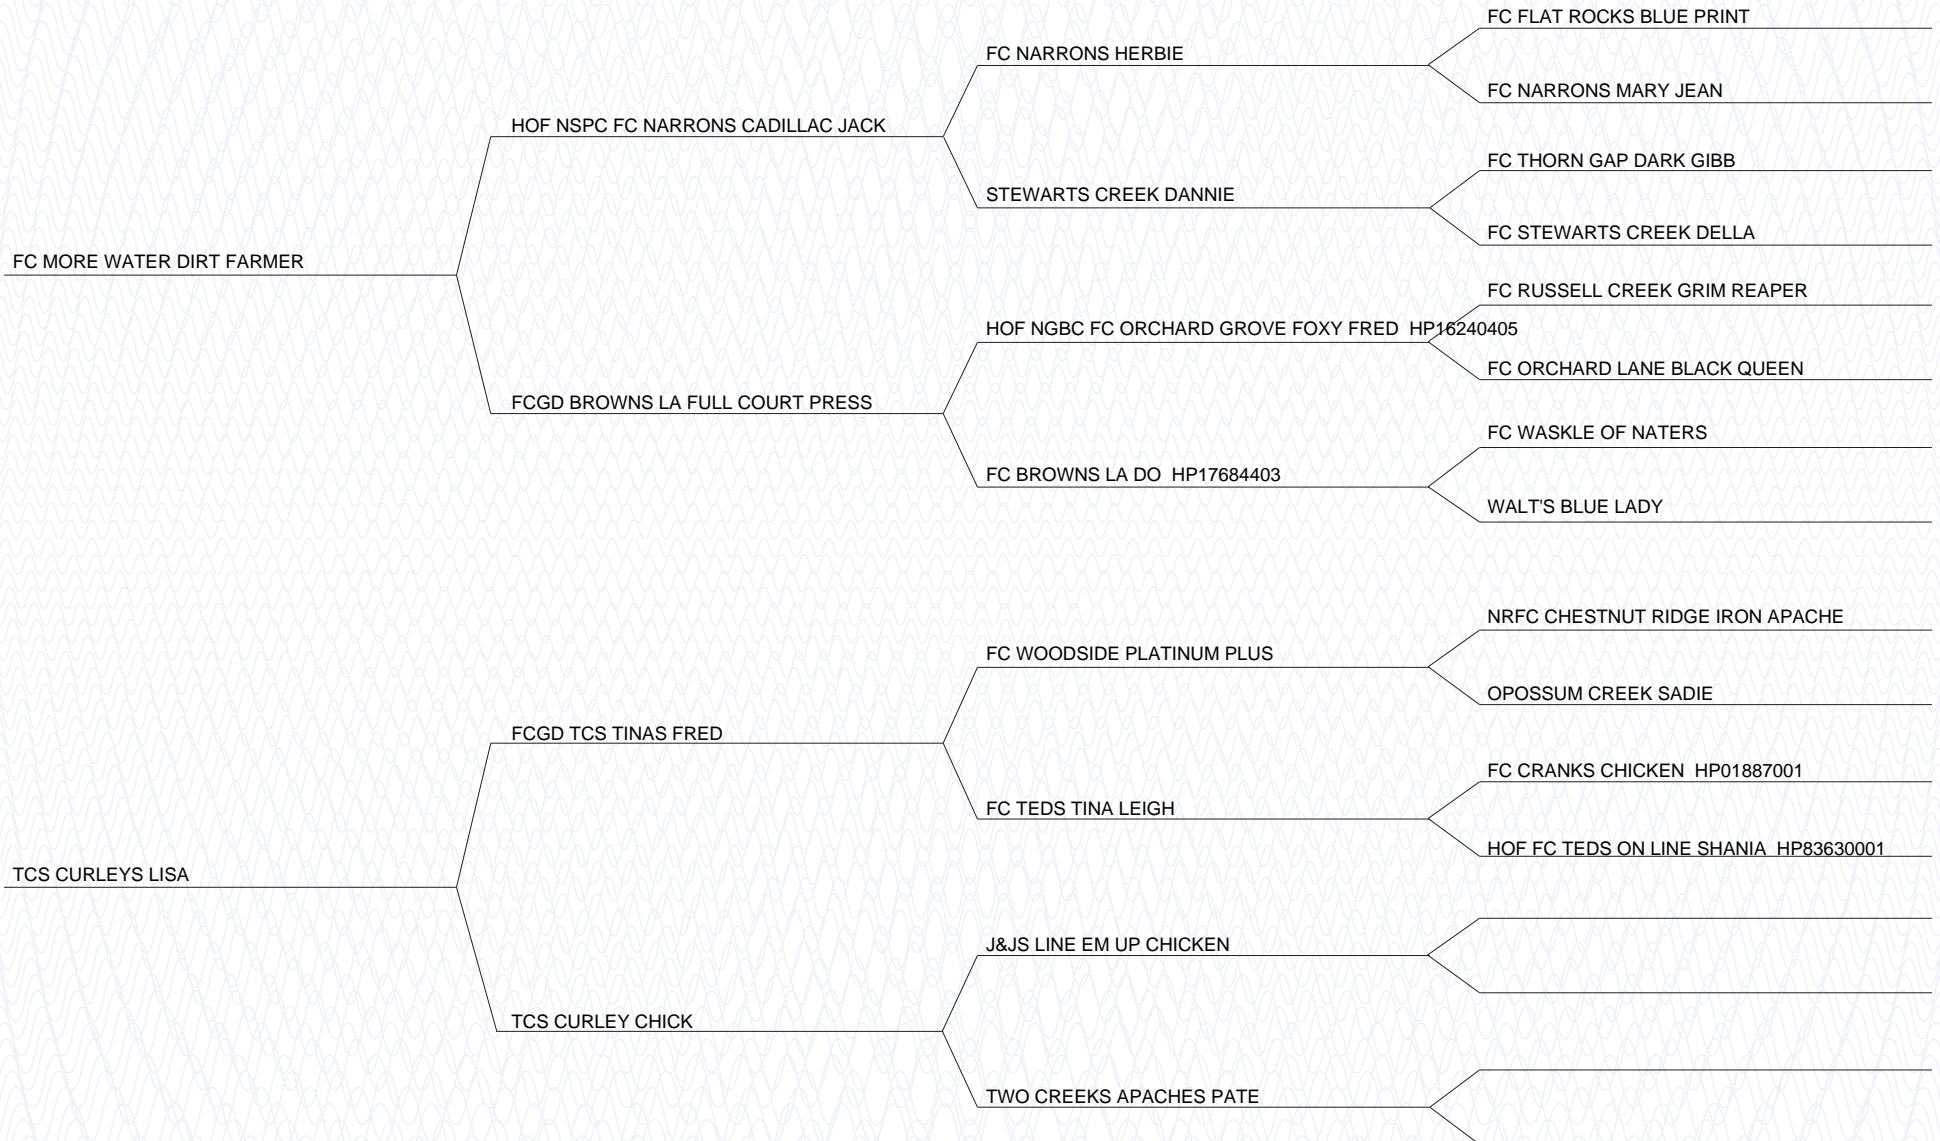 FC FLAT ROCKS BLUE PRINT
FC NARRONS HERBIE
FC NARRONS MARY JEAN
HOF NSPC FC NARRONS CADILLAC JACK
FC THORN GAP DARK GIBB
STEWARTS CREEK DANNIE
FC STEWARTS CREEK DELLA
FC MORE WATER DIRT FARMER
FC RUSSELL CREEK GRIM REAPER
HOF NGBC FC ORCHARD GROVE FOXY FRED HP16240405
FC ORCHARD LANE BLACK QUEEN
FCGD BROWNS LA FULL COURT PRESS
FC WASKLE OF NATERS
FC BROWNS LA DO HP17684403
WALT'S BLUE LADY
NRFC CHESTNUT RIDGE IRON APACHE
FC WOODSIDE PLATINUM PLUS
OPOSSUM CREEK SADIE
FCGD TCS TINAS FRED
FC CRANKS CHICKEN HP01887001
FC TEDS TINA LEIGH
HOF FC TEDS ON LINE SHANIA HP83630001
TCS CURLEYS LISA
J&JS LINE EM UP CHICKEN
TCS CURLEY CHICK
TWO CREEKS APACHES PATE